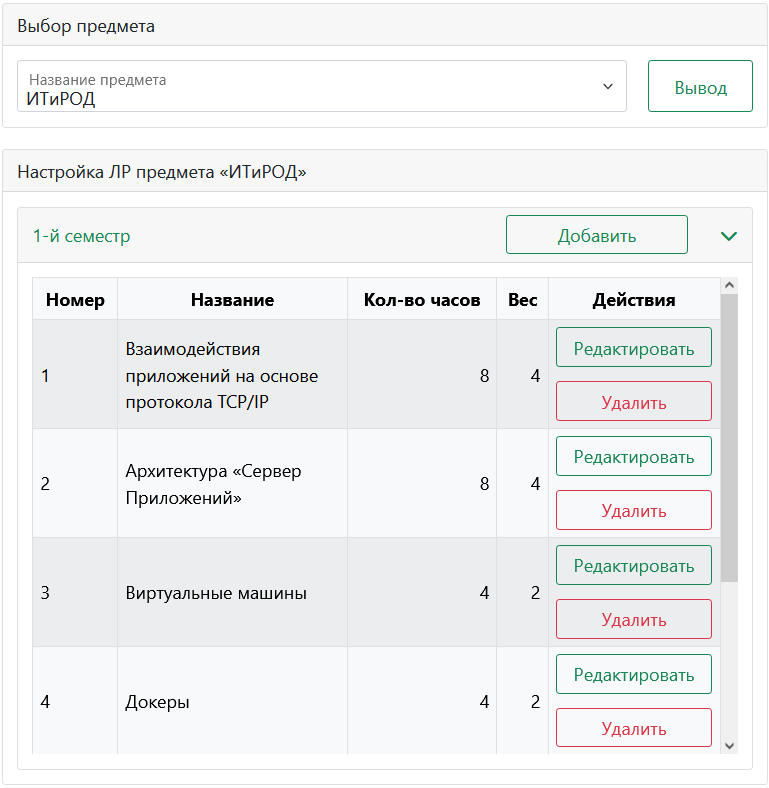 Выбор предмета
Название предмета
ИТиРОД
Вывод
Настройка ЛР предмета «ИТиРОД»
1-й семестр
Добавить
Номер Название Кол-во часов Вес Действия
1
Взаимодействия
приложений на основе
протокола TCP/IP
8 4
Редактировать
Удалить
2
Архитектура «Сервер
Приложений»
8 4
Редактировать
Удалить
3 Виртуальные машины 4 2
Редактировать
Удалить
4 Докеры 4 2
Редактировать
Удалить